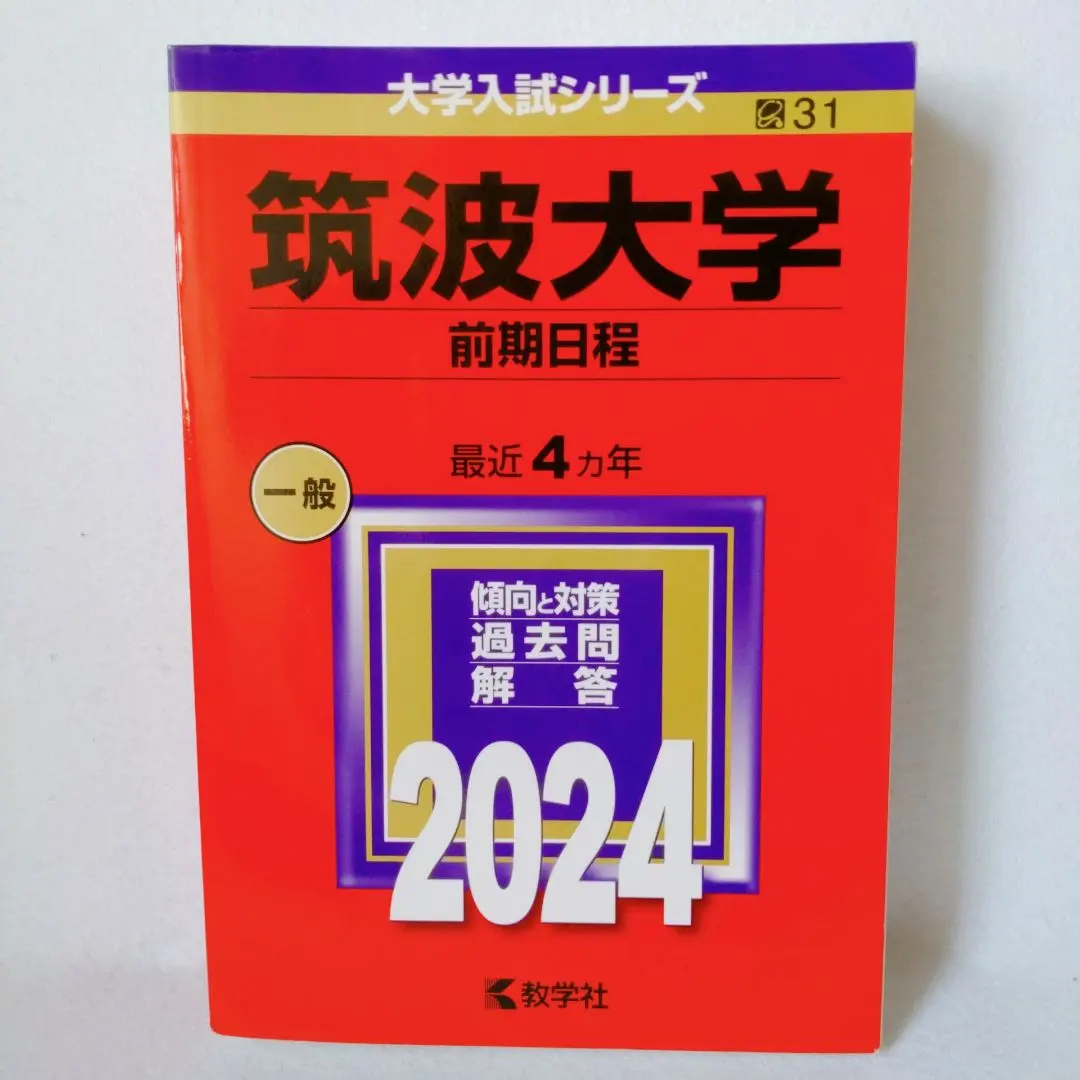 大学入試シリーズ
31
筑波大学
前期日程
最近4カ年
一般
傾向と対策
過去問
解答
2024
教学社